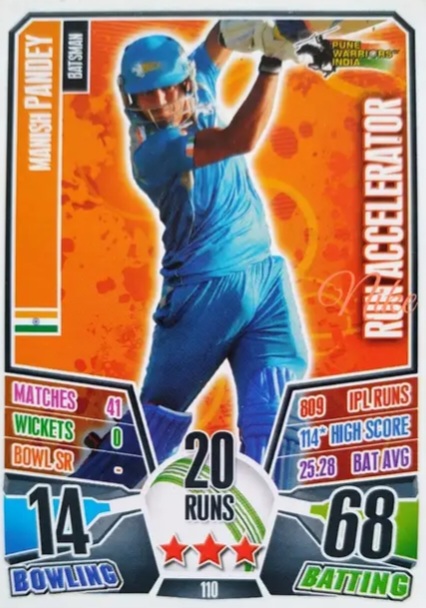 MANISH PANDEY
BATSMAN
PUNE
WARRIORS
INDIA
RUN ACCELERATOR
Nike
MATCHES 41
WICKETS 0
BOWL SR -
809 IPL RUNS
114* HIGH SCORE
25.28 BAT AVG
20
RUNS
14
BOWLING
68
BATTING
110